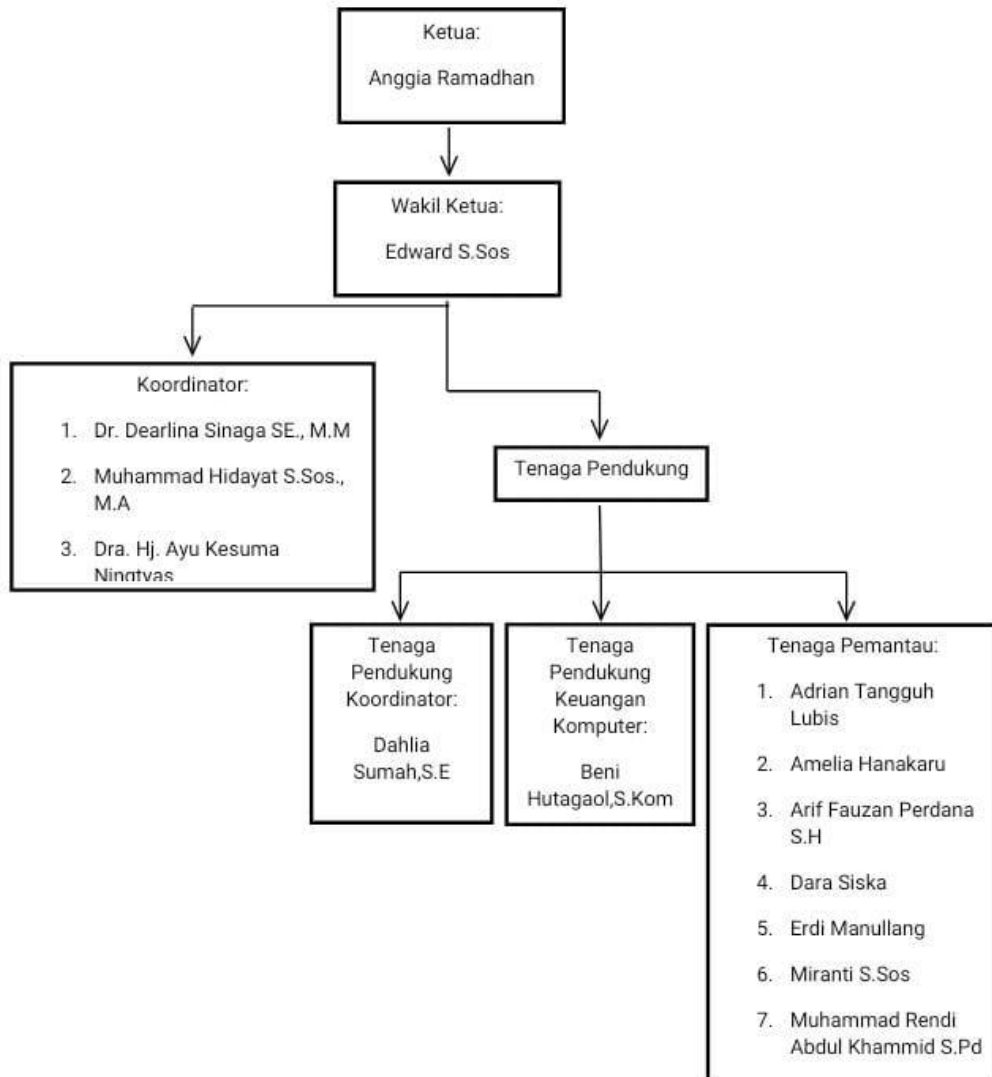 Ketua:
Anggia Ramadhan
Wakil Ketua:
Edward S.Sos
Koordinator:
1. Dr. Dearlina Sinaga SE., M.M
2. Muhammad Hidayat S.Sos.,
M.A
3. Dra. Hj. Ayu Kesuma
Ningtyas
Tenaga Pendukung
Tenaga
Pendukung
Koordinator:
Dahlia
Sumah,S.E
Tenaga
Pendukung
Keuangan
Komputer:
Beni
Hutagaol,S.Kom
Tenaga Pemantau:
1. Adrian Tangguh
Lubis
2. Amelia Hanakaru
3. Arif Fauzan Perdana
S.H
4. Dara Siska
5. Erdi Manullang
6. Miranti S.Sos
7. Muhammad Rendi
Abdul Khammid S.Pd